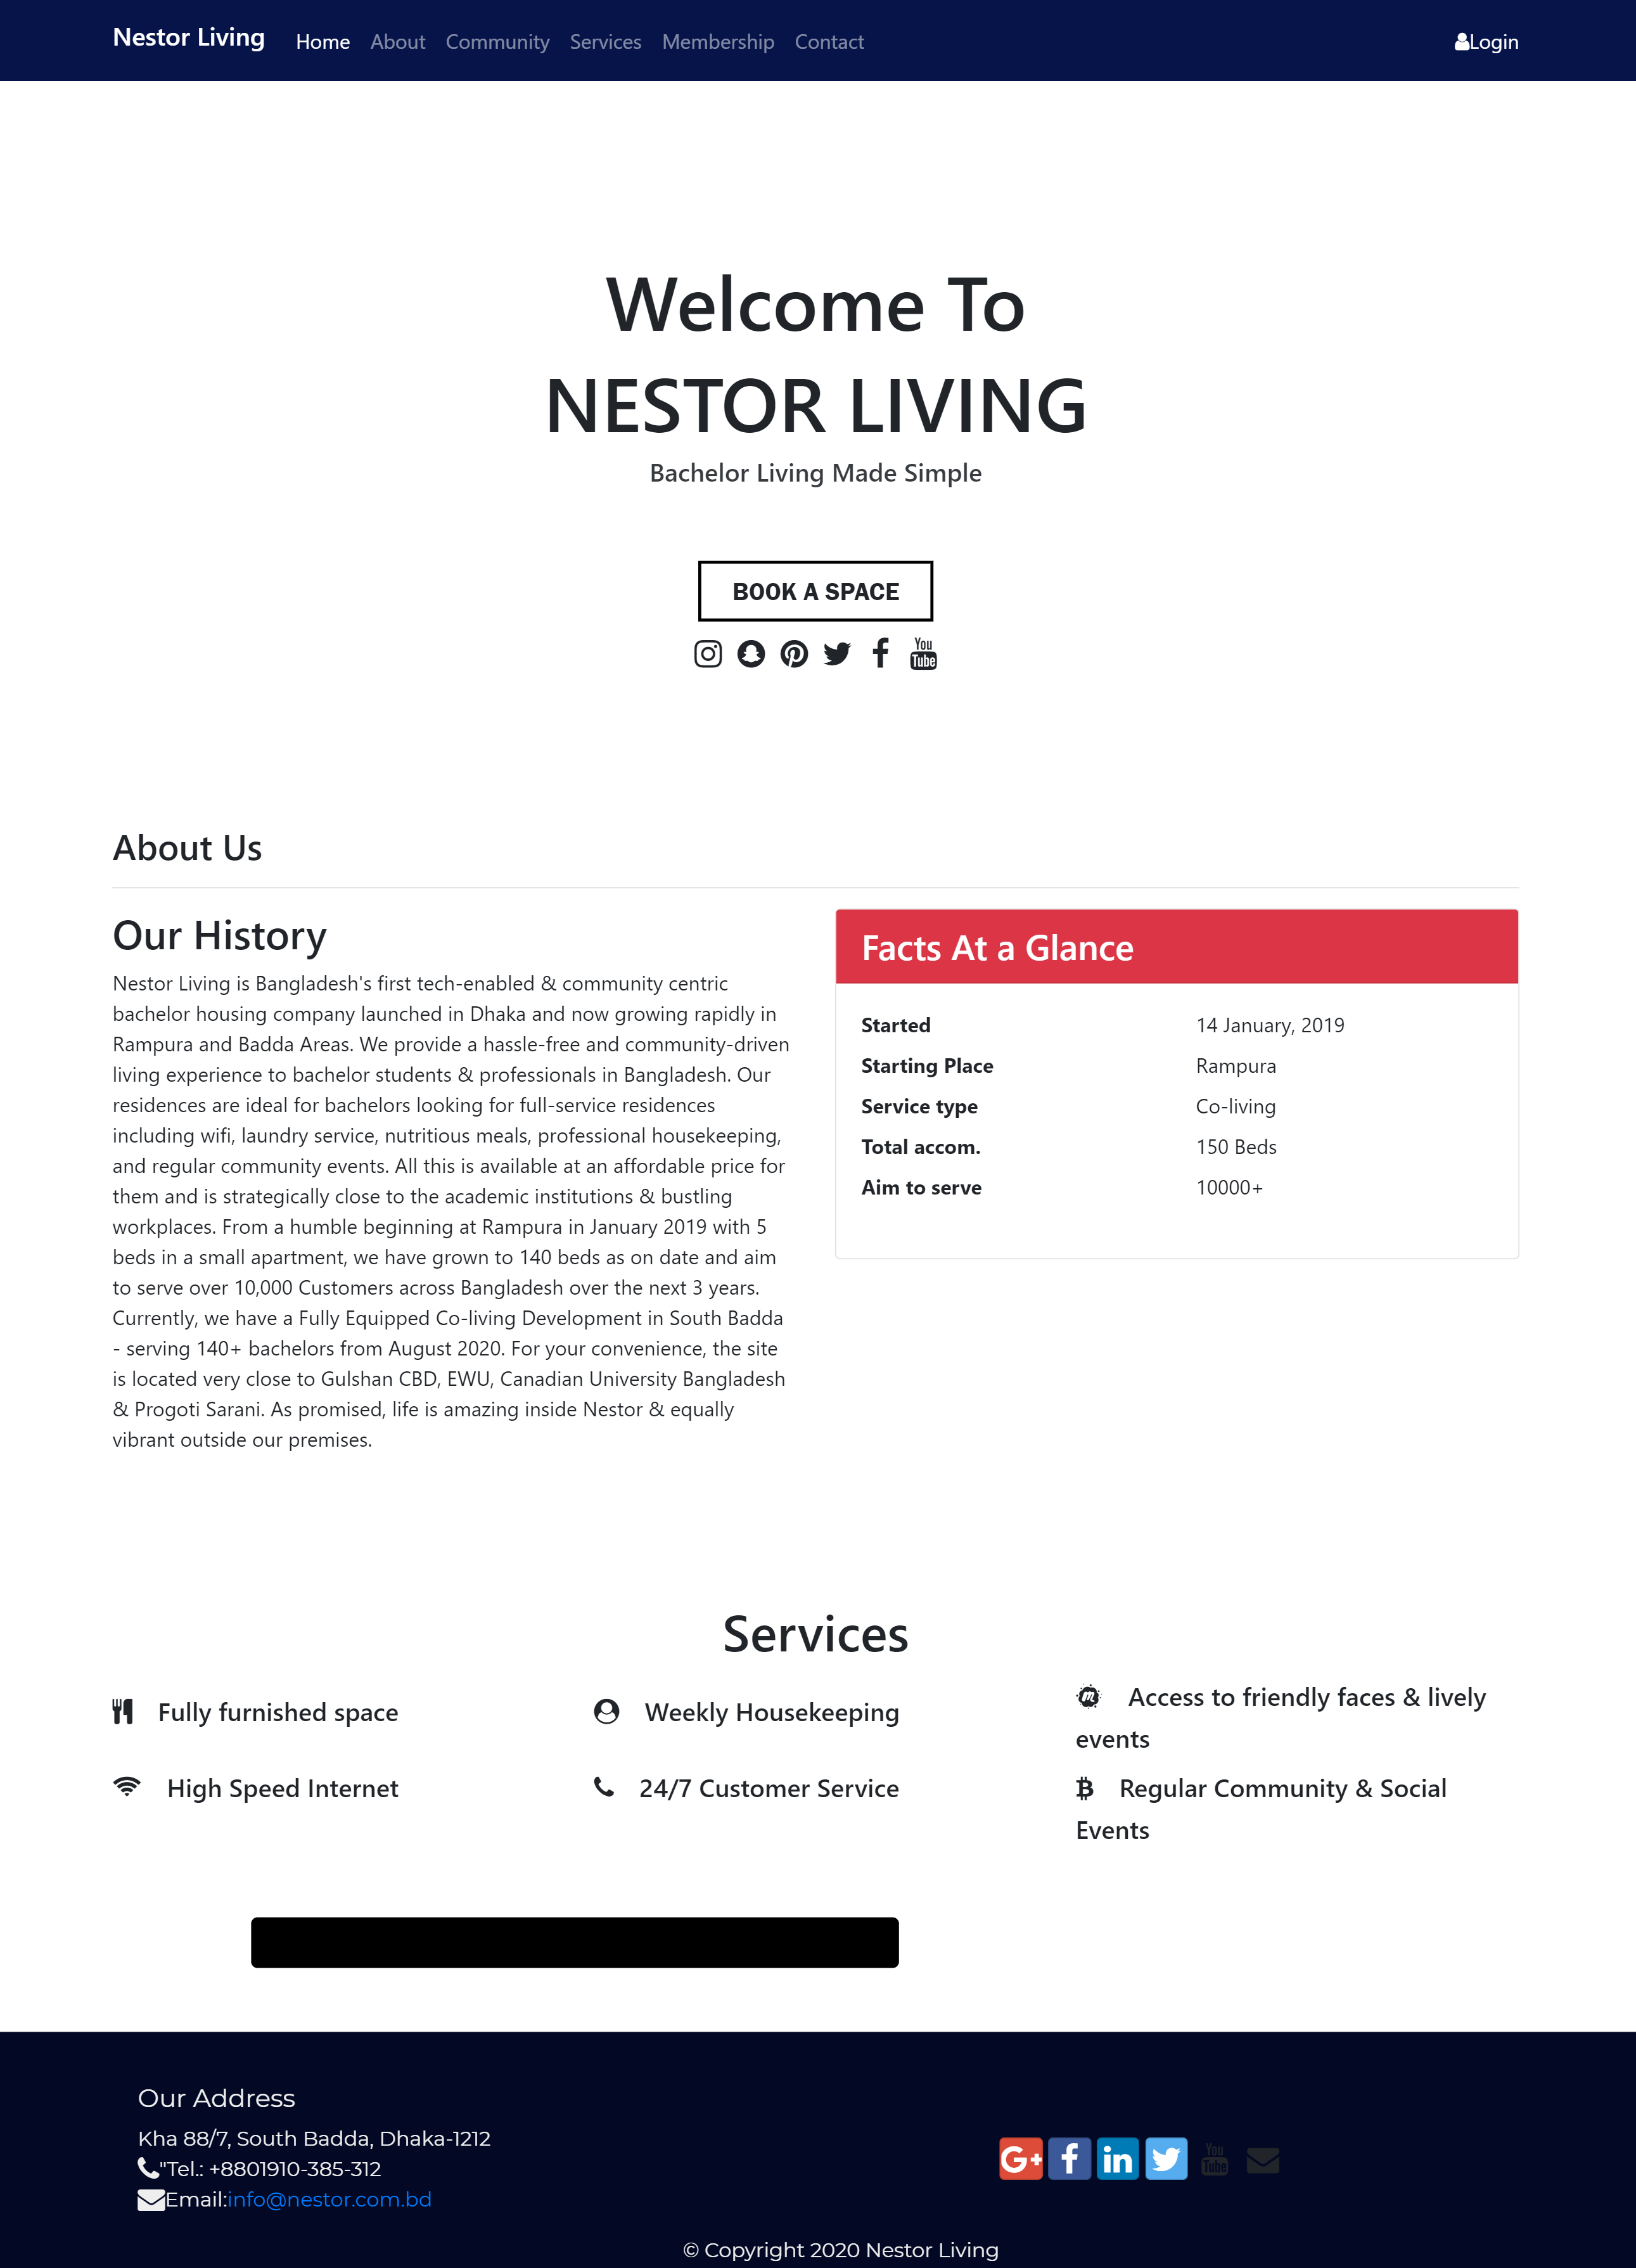 Nestor Living Home About Community Services Membership Contact Login
Welcome To
NESTOR LIVING
Bachelor Living Made Simple
BOOK A SPACE
You Tube
About Us
Our History
Nestor Living is Bangladesh's first tech-enabled & community centric
bachelor housing company launched in Dhaka and now growing rapidly in
Rampura and Badda Areas. We provide a hassle-free and community-driven
living experience to bachelor students & professionals in Bangladesh. Our
residences are ideal for bachelors looking for full-service residences
including wifi, laundry service, nutritious meals, professional housekeeping,
and regular community events. All this is available at an affordable price for
them and is strategically close to the academic institutions & bustling
workplaces. From a humble beginning at Rampura in January 2019 with 5
beds in a small apartment, we have grown to 140 beds as on date and aim
to serve over 10,000 Customers across Bangladesh over the next 3 years.
Currently, we have a Fully Equipped Co-living Development in South Badda
- serving 140+ bachelors from August 2020. For your convenience, the site
is located very close to Gulshan CBD, EWU, Canadian University Bangladesh
& Progoti Sarani. As promised, life is amazing inside Nestor & equally
vibrant outside our premises.
Facts At a Glance
Started 14 January, 2019
Starting Place Rampura
Service type Co-living
Total accom. 150 Beds
Aim to serve 10000+
Services
Fully furnished space
Weekly Housekeeping
Access to friendly faces & lively
events
High Speed Internet
24/7 Customer Service
Regular Community & Social
Events
Our Address
Kha 88/7, South Badda, Dhaka-1212
"Tel.: +8801910-385-312
Email:info@nestor.com.bd
You Tube
© Copyright 2020 Nestor Living